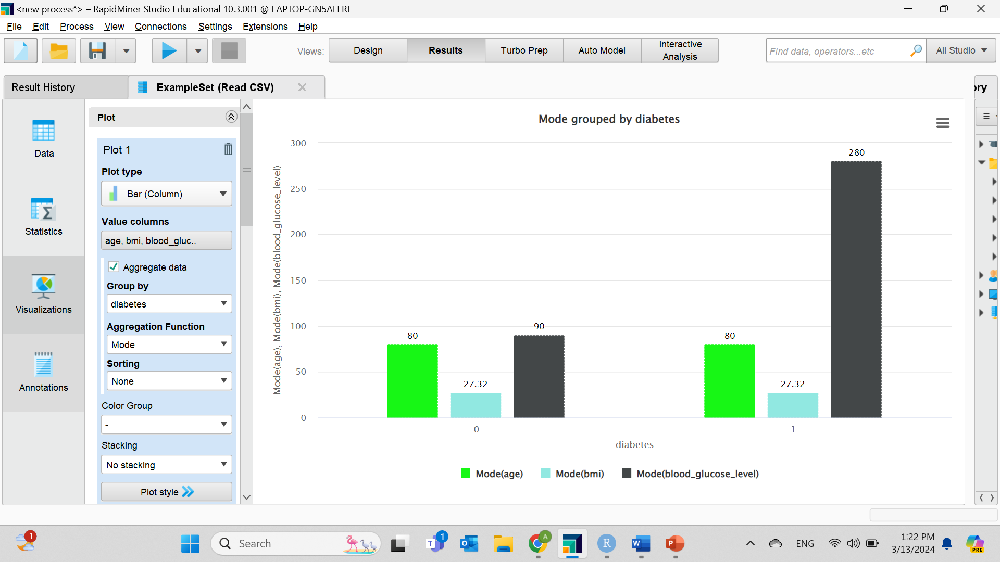 <new process*> – RapidMiner Studio Educational 10.3.001 @ LAPTOP-GN5ALFRE
File Edit Process View Connections Settings Extensions Help
Views: Design Results Turbo Prep Auto Model Interactive Analysis
Find data, operators...etc
All Studio
Result History
ExampleSet (Read CSV)
ory
Data
Statistics
Visualizations
Annotations
Plot
Plot 1
Plot type
Bar (Column)
Value columns
age, bmi, blood_gluc..
Aggregate data
Group by
diabetes
Aggregation Function
Mode
Sorting
None
Color Group
-
Stacking
No stacking
Plot style
Mode grouped by diabetes
Mode(age), Mode(bmi), Mode(blood_glucose_level)
300
250
200
150
100
50
0
80
27.32
90
80
27.32
280
0
1
diabetes
Mode(age) Mode(bmi) Mode(blood_glucose_level)
1
Search
T
1
O
A
R
W
P
ENG
1:22 PM
3/13/2024
PRE